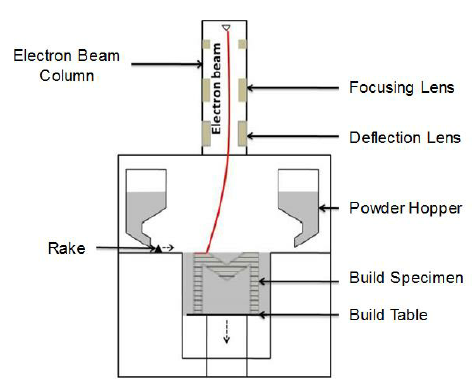 Electron Beam
Column
Electron beam
Focusing Lens
Deflection Lens
Powder Hopper
Rake
Build Specimen
Build Table